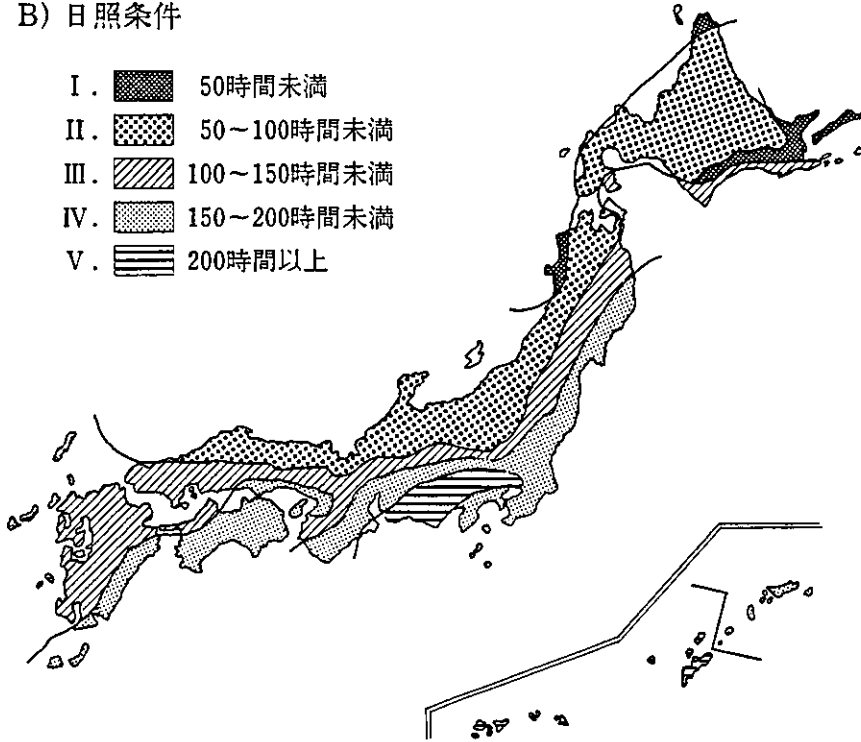 B) 日照条件
I. 50時間未満
II. 50～100時間未満
III. 100～150時間未満
IV. 150～200時間未満
V. 200時間以上